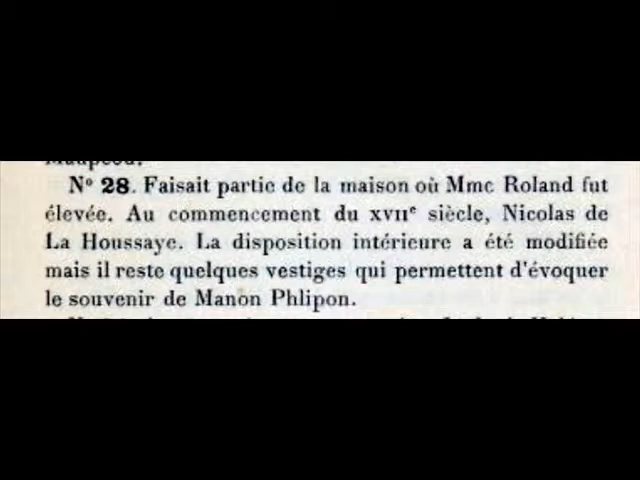 N° 28. Faisait partie de la maison où Mme Roland fut
élevée. Au commencement du XVIIe siècle, Nicolas de
La Houssaye. La disposition intérieure a été modifiée
mais il reste quelques vestiges qui permettent d'évoquer
le souvenir de Manon Phlipon.